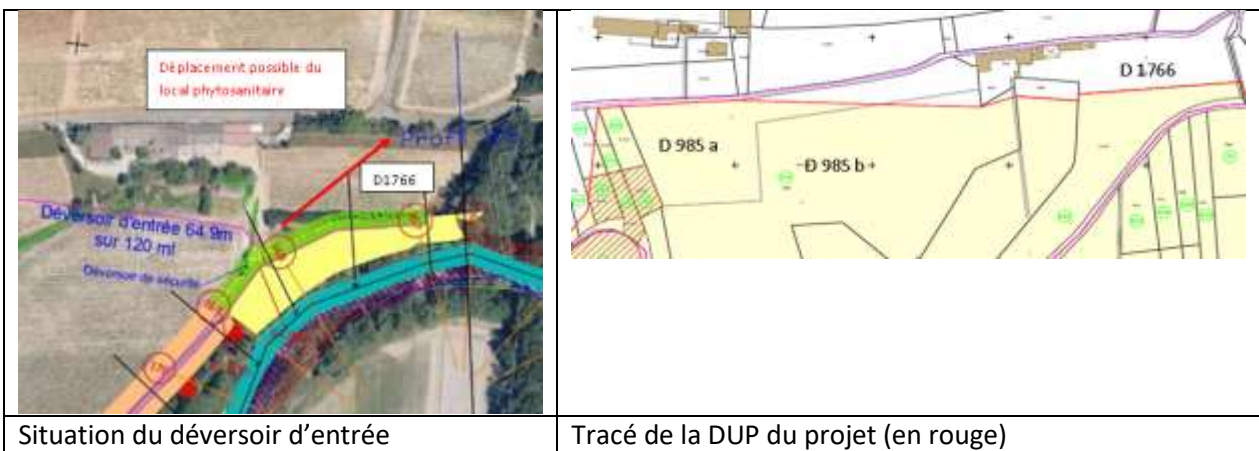 Déplacement possible du
local phytosanitaire
D1766
Déversoir d'entrée 64.9m
sur 120 ml
Déversoir de sécurité
D 1766
D 985 a
D 985 b
Situation du déversoir d'entrée
Tracé de la DUP du projet (en rouge)